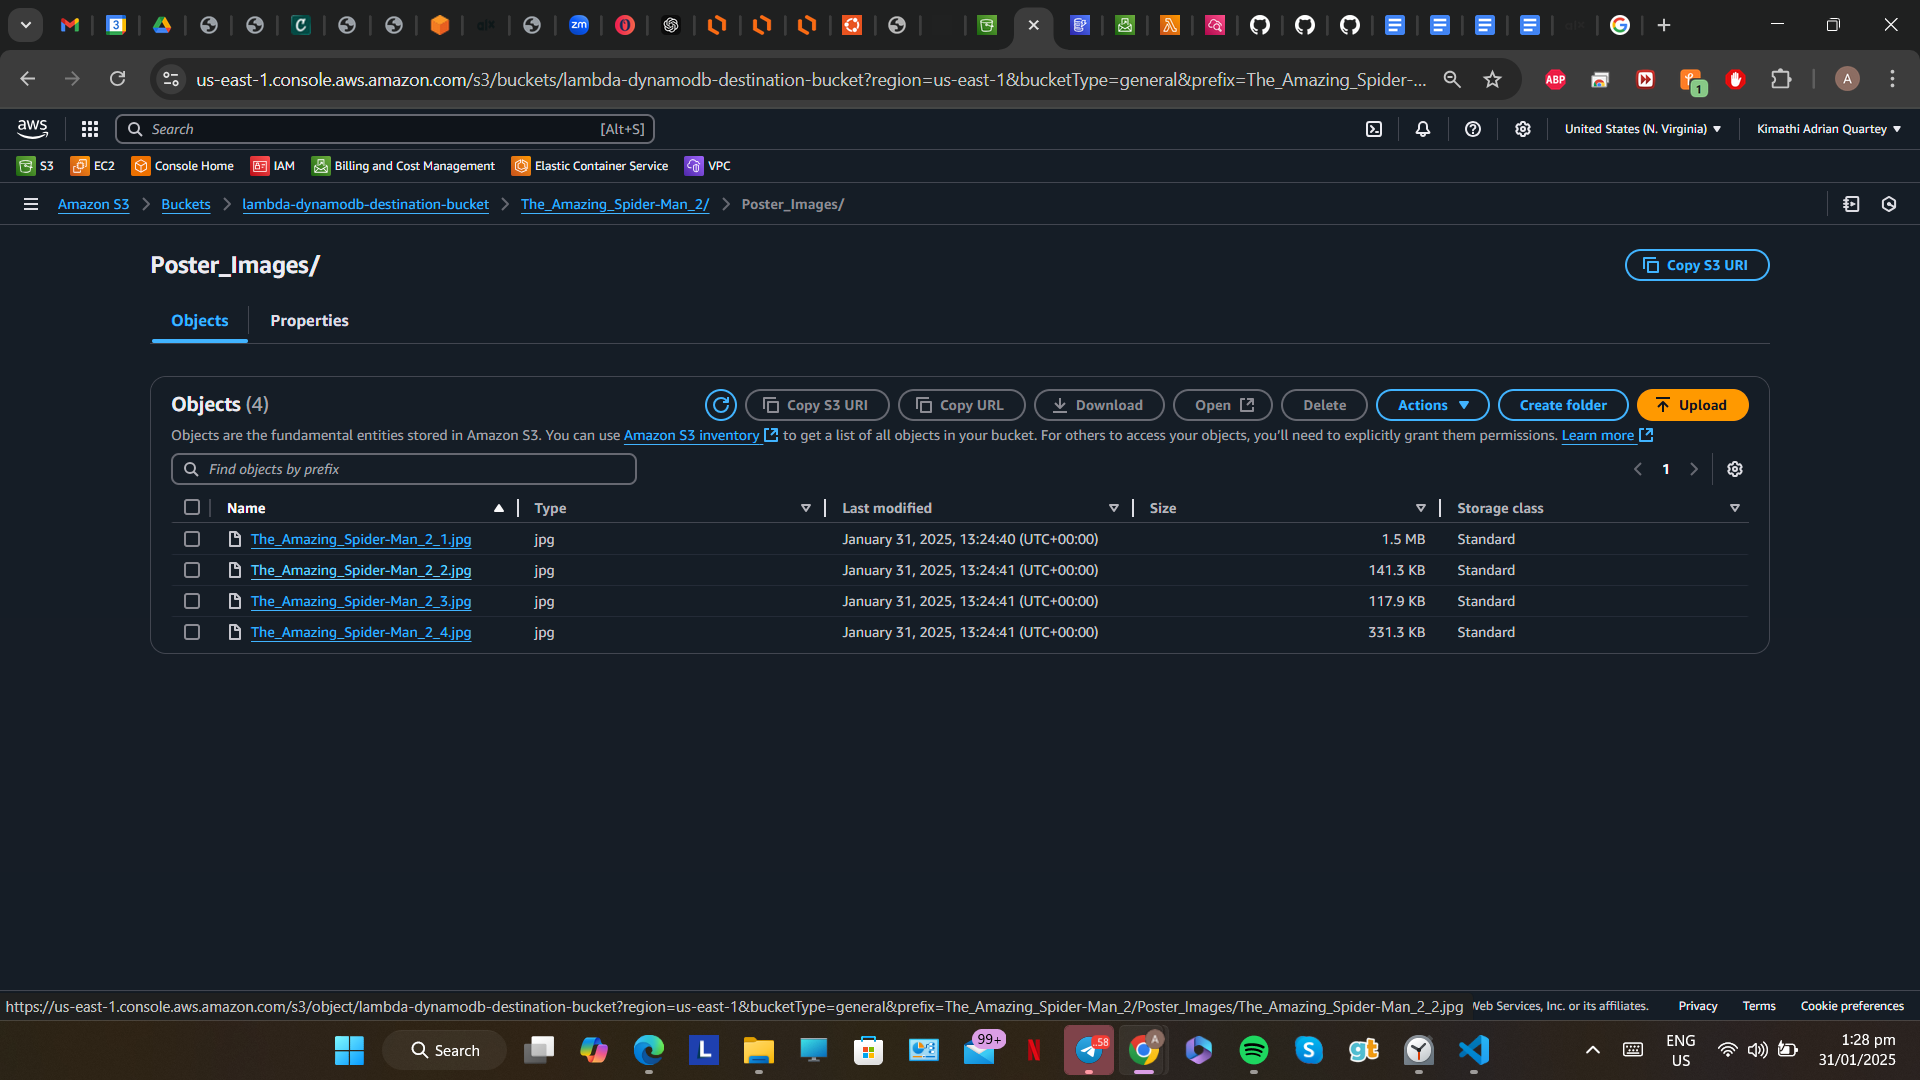 us-east-1.console.aws.amazon.com/s3/buckets/lambda-dynamodb-destination-bucket?region=us-east-1&bucketType=general&prefix=The_Amazing_Spider-...
ABP
1
A
aws
Search
[Alt+S]
United States (N. Virginia)
Kimathi Adrian Quartey
S3
EC2
Console Home
IAM
Billing and Cost Management
Elastic Container Service
VPC
Amazon S3
Buckets
lambda-dynamodb-destination-bucket
The_Amazing_Spider-Man_2/
Poster_Images/
Poster_Images/
Copy S3 URI
Objects
Properties
Objects (4)
Copy S3 URI
Copy URL
Download
Open
Delete
Actions
Create folder
Upload
Objects are the fundamental entities stored in Amazon S3. You can use Amazon S3 inventory to get a list of all objects in your bucket. For others to access your objects, you'll need to explicitly grant them permissions. Learn more
Find objects by prefix
1
Name Type Last modified Size Storage class
The_Amazing_Spider-Man_2_1.jpg jpg January 31, 2025, 13:24:40 (UTC+00:00) 1.5 MB Standard
The_Amazing_Spider-Man_2_2.jpg jpg January 31, 2025, 13:24:41 (UTC+00:00) 141.3 KB Standard
The_Amazing_Spider-Man_2_3.jpg jpg January 31, 2025, 13:24:41 (UTC+00:00) 117.9 KB Standard
The_Amazing_Spider-Man_2_4.jpg jpg January 31, 2025, 13:24:41 (UTC+00:00) 331.3 KB Standard
https://us-east-1.console.aws.amazon.com/s3/object/lambda-dynamodb-destination-bucket?region=us-east-1&bucketType=general&prefix=The_Amazing_Spider-Man_2/Poster_Images/The_Amazing_Spider-Man_2_2.jpg
Web Services, Inc. or its affiliates.
Privacy
Terms
Cookie preferences
Search
L
99+
N
..58
A
gt
ENG
US
1:28 pm
31/01/2025